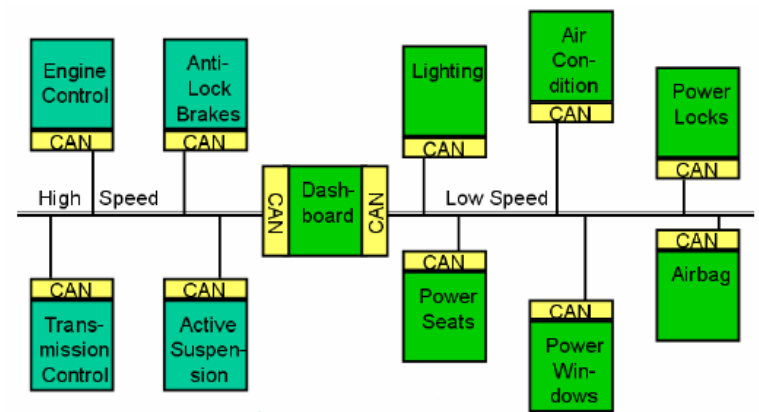 Engine
Control
CAN
Anti-
Lock
Brakes
CAN
Lighting
CAN
Air
Con-
dition
CAN
Power
Locks
CAN
High Speed
CAN
Dash-
board
CAN
Low Speed
CAN
Trans-
mission
Control
CAN
Active
Suspen-
sion
CAN
Power
Seats
CAN
Power
Win-
dows
CAN
Airbag